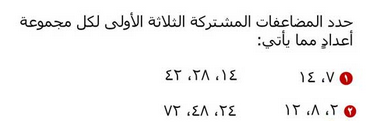 حدد المضاعفات المشتركة الثلاثة الأولى لكل مجموعة
أعدادٍ مما يأتي:
١ ٧، ١٤ ١٤، ٢٨، ٤٢
٢ ٢، ٨، ١٢ ٢٤، ٤٨، ٧٢